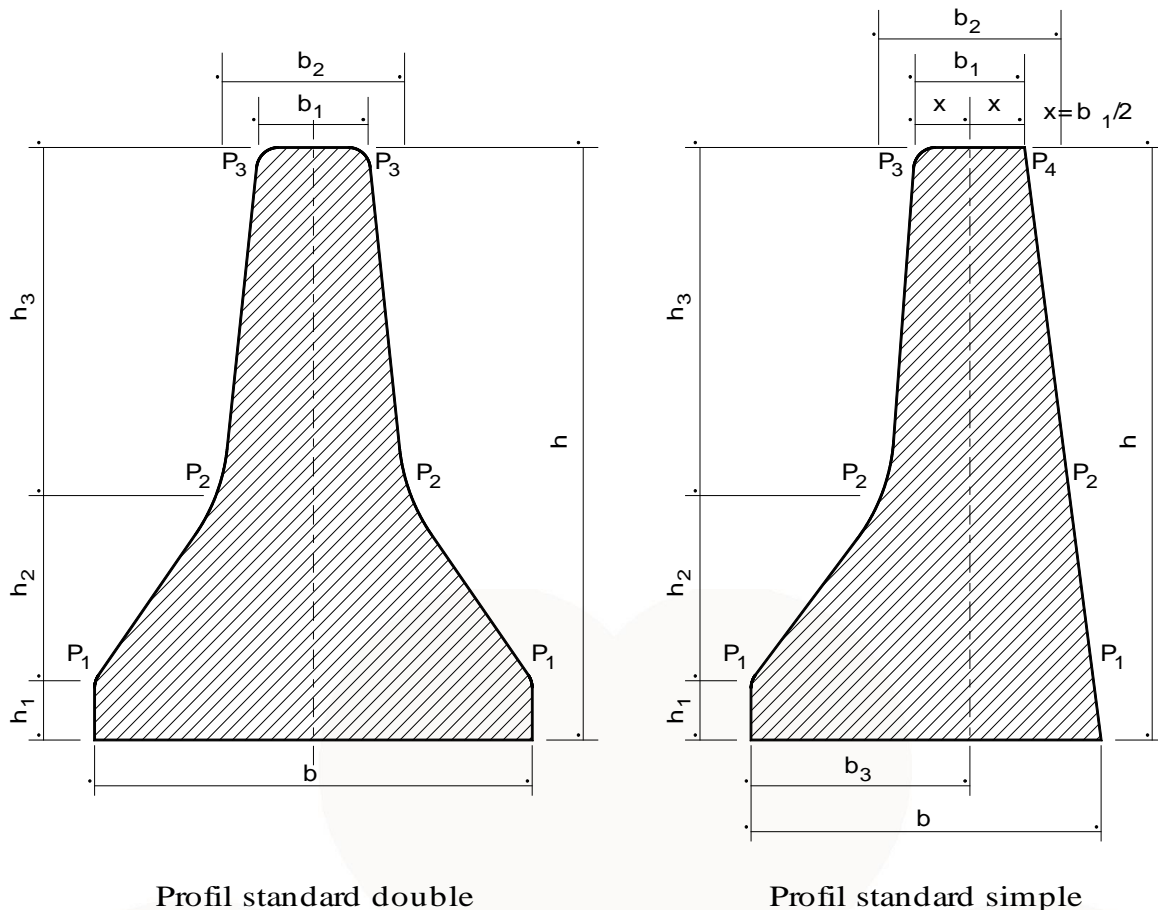 b2
b2
b1
b1
x x x=b1/2
P3 P3
P3 P4
h3 h
h3 h
P2 P2
P2 P2
h2
h2
P1 P1
P1 P1
h1
h1
b
b3
b
Profil standard double
Profil standard simple